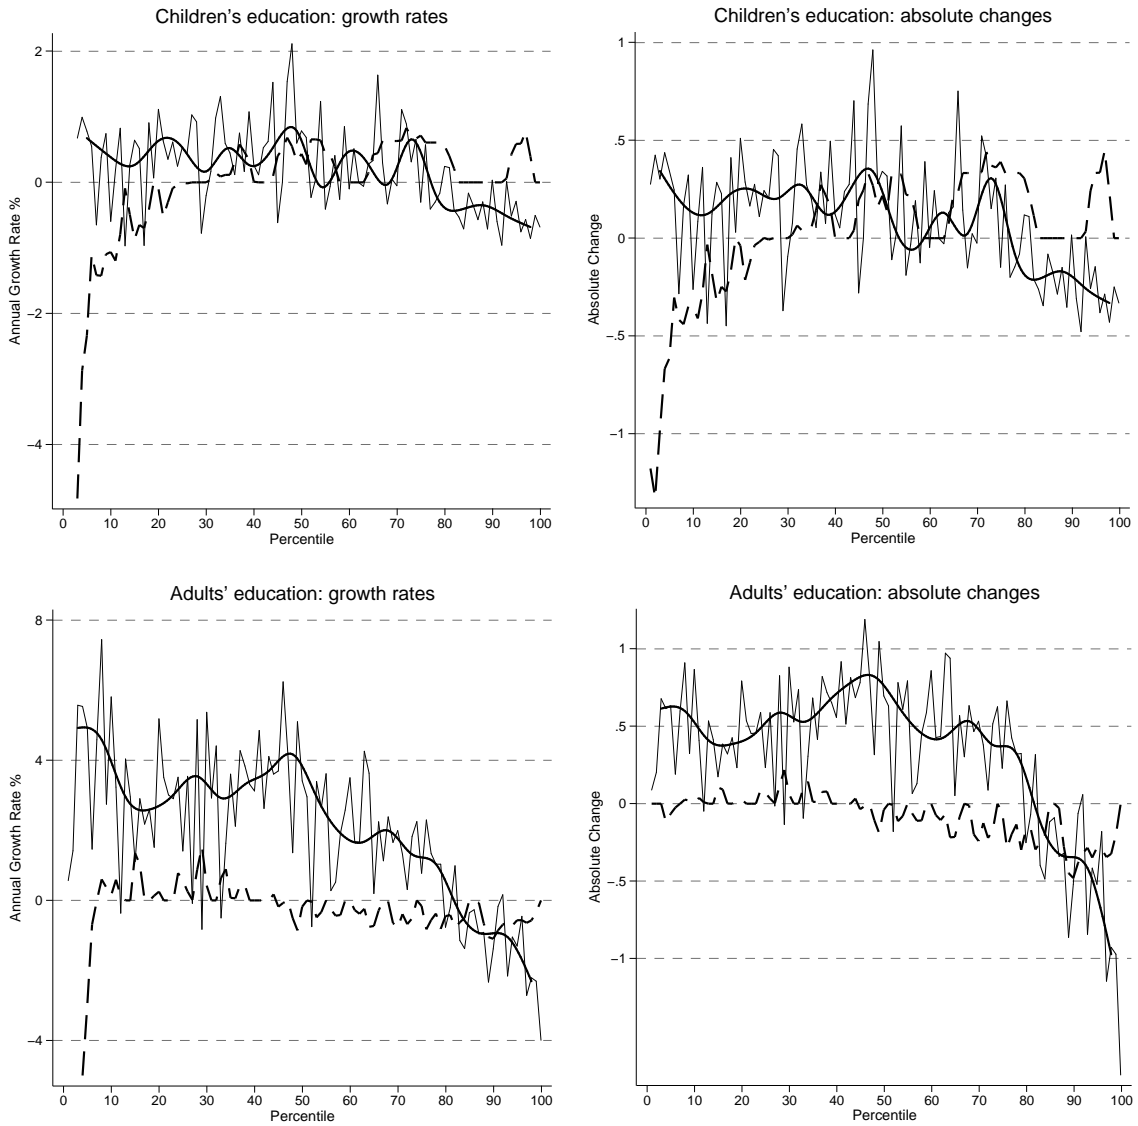 Children's education: growth rates
Annual Growth Rate %
2
0
−2
−4
0 10 20 30 40 50 60 70 80 90 100
Percentile
Children's education: absolute changes
Absolute Change
1
.5
0
−.5
−1
0 10 20 30 40 50 60 70 80 90 100
Percentile
Adults' education: growth rates
Annual Growth Rate %
8
4
0
−4
0 10 20 30 40 50 60 70 80 90 100
Percentile
Adults' education: absolute changes
Absolute Change
1
.5
0
−.5
−1
0 10 20 30 40 50 60 70 80 90 100
Percentile